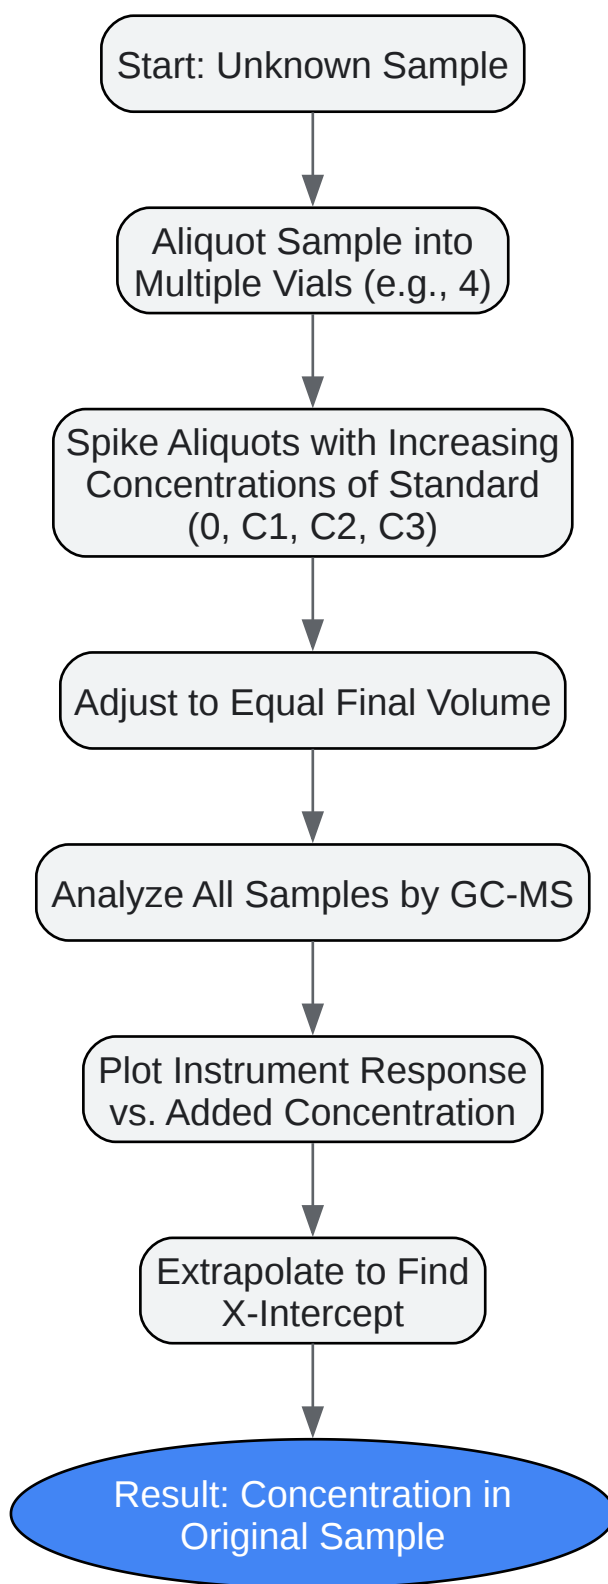 Start: Unknown Sample
Aliquot Sample into
Multiple Vials (e.g., 4)
Spike Aliquots with Increasing
Concentrations of Standard
(0, C1, C2, C3)
Adjust to Equal Final Volume
Analyze All Samples by GC-MS
Plot Instrument Response
vs. Added Concentration
Extrapolate to Find
X-Intercept
Result: Concentration in
Original Sample